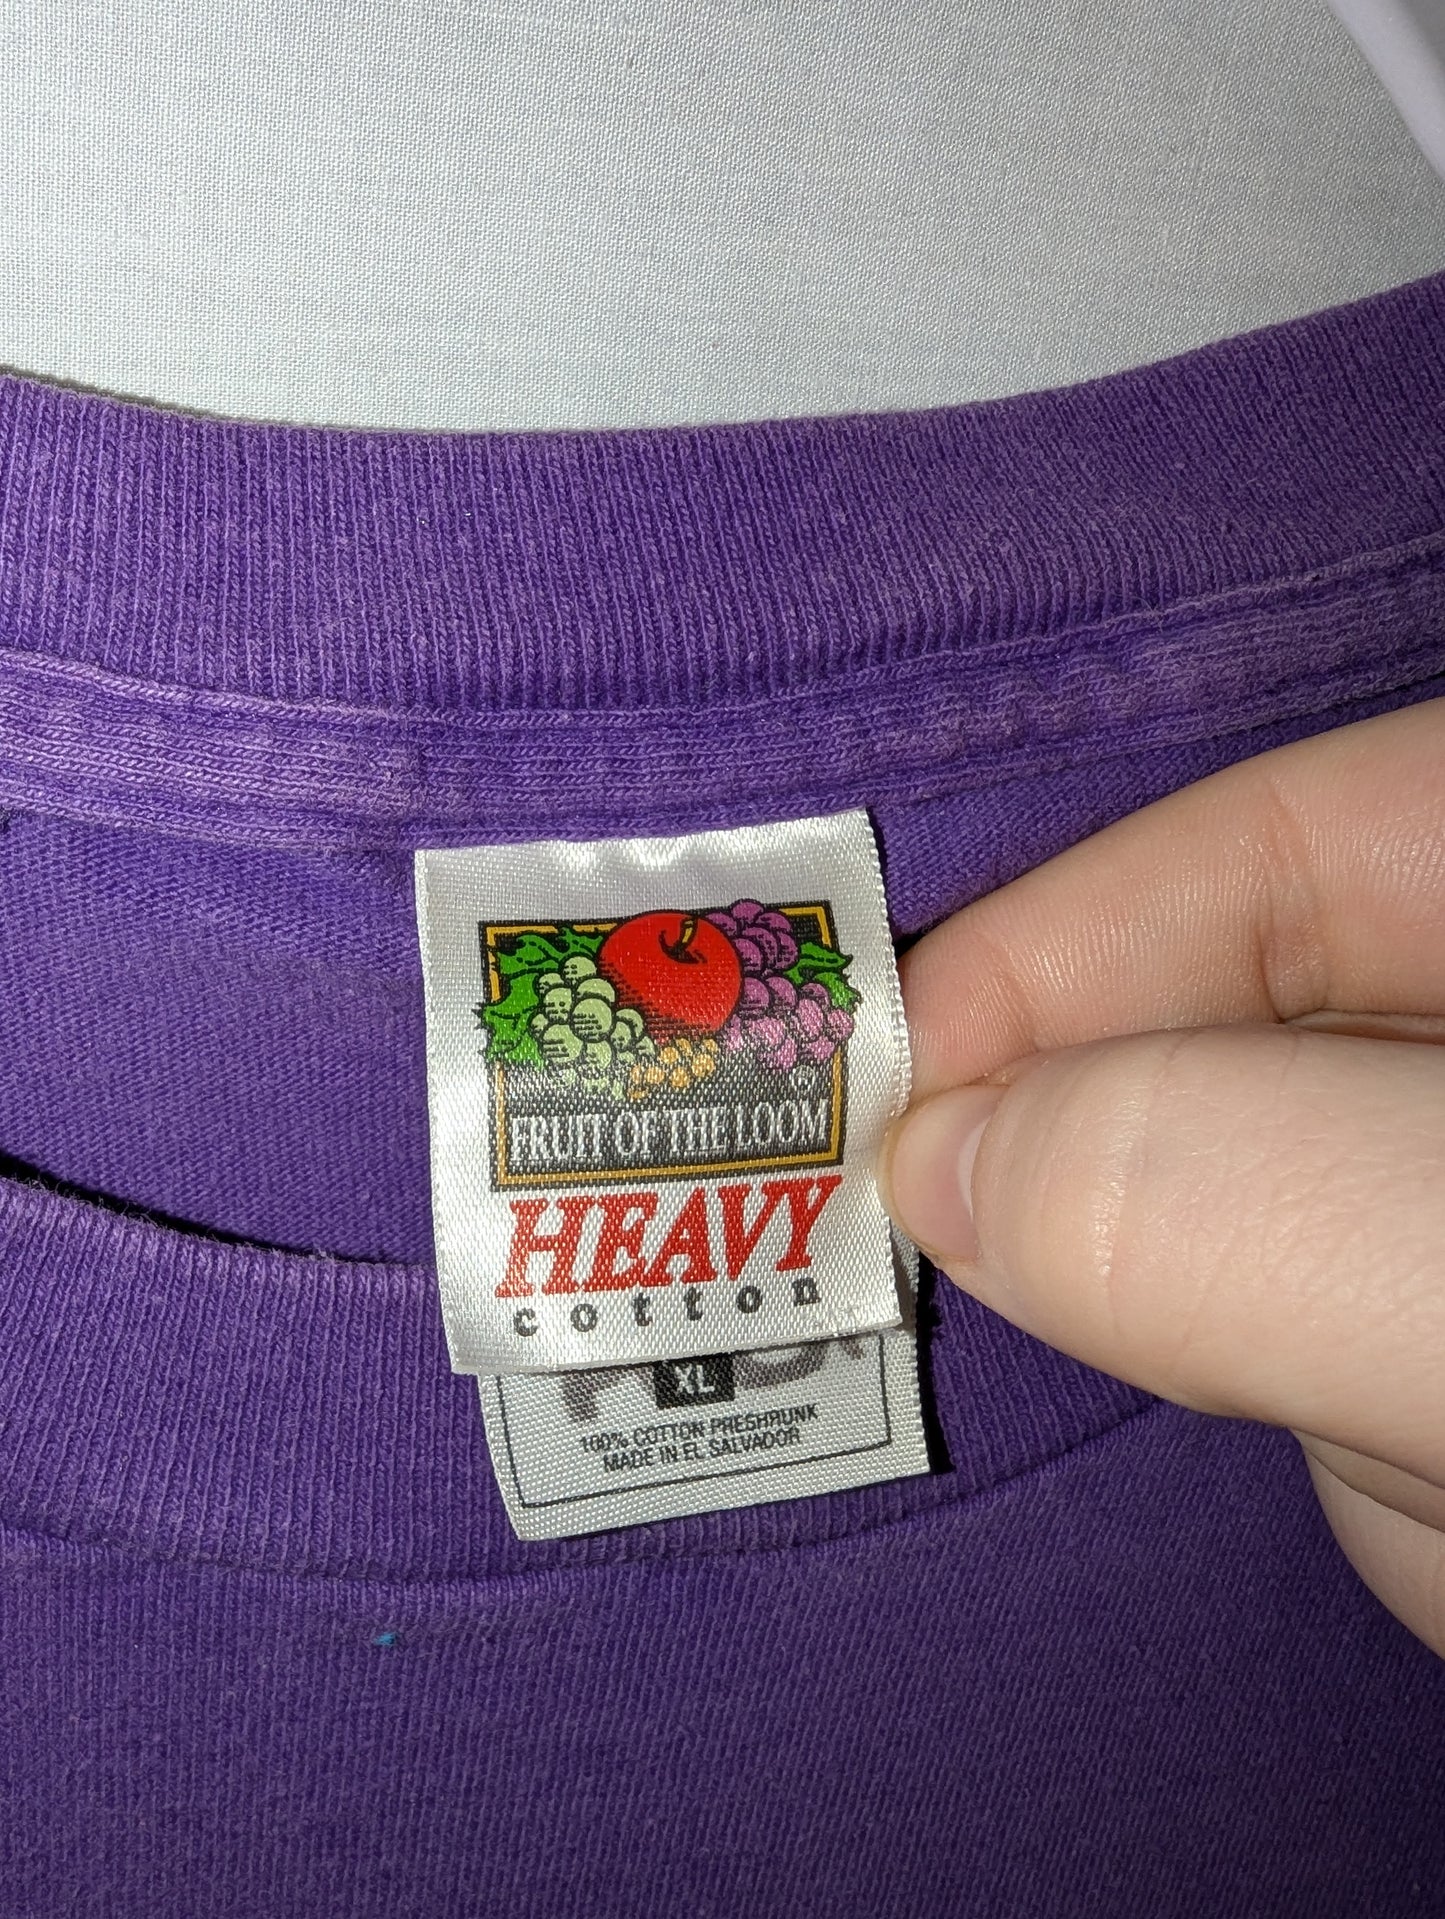 ®
FRUIT OF THE LOOM
HEAVY
cotton
XL
100% COTTON PRESHRUNK
MADE IN EL SALVADOR